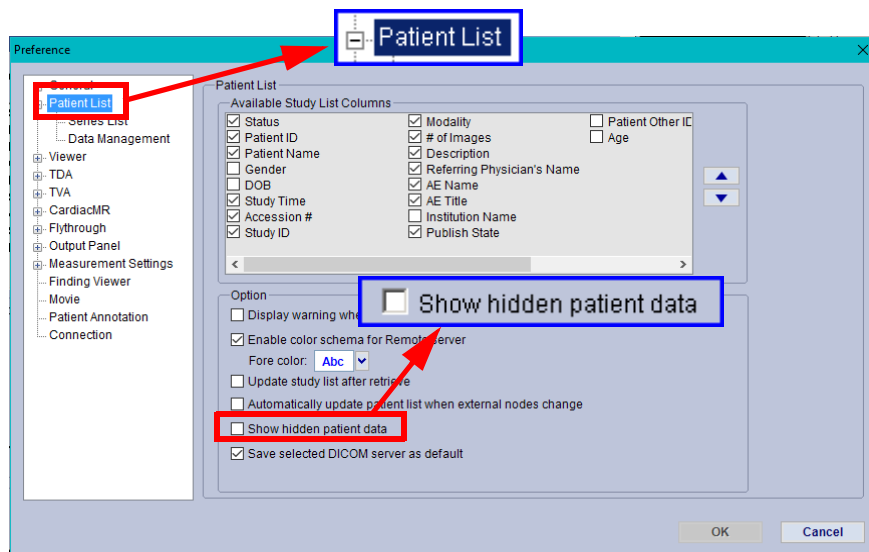 Patient List
Preference
General
Patient List
Series List
Data Management
Viewer
TDA
TVA
CardiacMR
Flythrough
Output Panel
Measurement Settings
Finding Viewer
Movie
Patient Annotation
Connection
Patient List
Available Study List Columns
Status
Patient ID
Patient Name
Gender
DOB
Study Time
Accession #
Study ID
Modality
# of Images
Description
Referring Physician's Name
AE Name
AE Title
Institution Name
Publish State
Patient Other ID
Age
Option
Show hidden patient data
Display warning whe
Enable color schema for Remote server
Fore color: Abc
Update study list after retrieve
Automatically update patient list when external nodes change
Show hidden patient data
Save selected DICOM server as default
OK Cancel